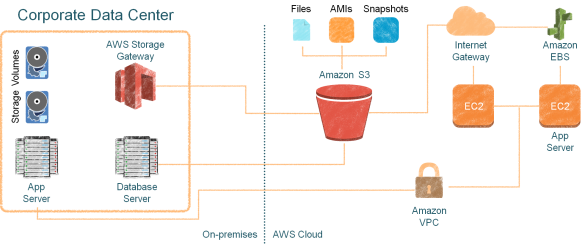 Corporate Data Center
Files
AMIs
Snapshots
AWS Storage
Gateway
Internet
Gateway
Amazon
EBS
Storage Volumes
Amazon S3
EC2
EC2
App
Server
App
Server
Database
Server
Amazon
VPC
On-premises
AWS Cloud